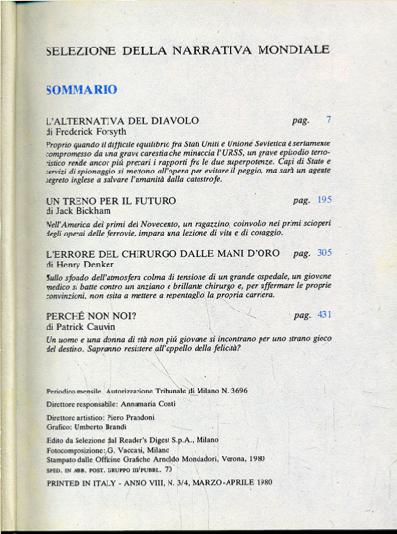 SELEZIONE DELLA NARRATIVA MONDIALE
SOMMARIO
L'ALTERNATIVA DEL DIAVOLO pag. 7
di Frederick Forsyth
Proprio quando il difficile equilibrio fra Stati Uniti e Unione Sovietica è seriamente
compromesso da una grave carestia che minaccia l'URSS, un grave episodio terro-
ristico rende ancor più precari i rapporti fra le due superpotenze. Capi di Stato e
servizi di spionaggio si mettono all'opera per evitare il peggio, ma sarà un agente
segreto inglese a salvare l'umanità dalla catastrofe.
UN TRENO PER IL FUTURO pag. 195
di Jack Bickham
Nell'America dei primi del Novecento, un ragazzino, coinvolto nei primi scioperi
degli operai delle ferrovie, impara una lezione di vita e di coraggio.
L'ERRORE DEL CHIRURGO DALLE MANI D'ORO pag. 305
di Henry Denker
Sullo sfondo dell'atmosfera colma di tensione di un grande ospedale, un giovane
medico si batte contro un anziano e brillante chirurgo e, per affermare le proprie
convinzioni, non esita a mettere a repentaglio la propria carriera.
PERCHÉ NON NOI? pag. 431
di Patrick Cauvin
Un uomo e una donna di età non più giovane si incontrano per uno strano gioco
del destino. Sapranno resistere all'appello della felicità?
Periodico mensile. Autorizzazione Tribunale di Milano N. 3696
Direttore responsabile: Annamaria Conti
Direttore artistico: Piero Prandoni
Grafico: Umberto Brandi
Edito da Selezione dal Reader's Digest S.p.A., Milano
Fotocomposizione: G. Vaccasi, Milano
Stampato dalle Officine Grafiche Arnoldo Mondadori, Verona, 1980
SPED. IN ABB. POST. GRUPPO III/PUBBL. 70
PRINTED IN ITALY - ANNO VIII, N. 3/4, MARZO-APRILE 1980